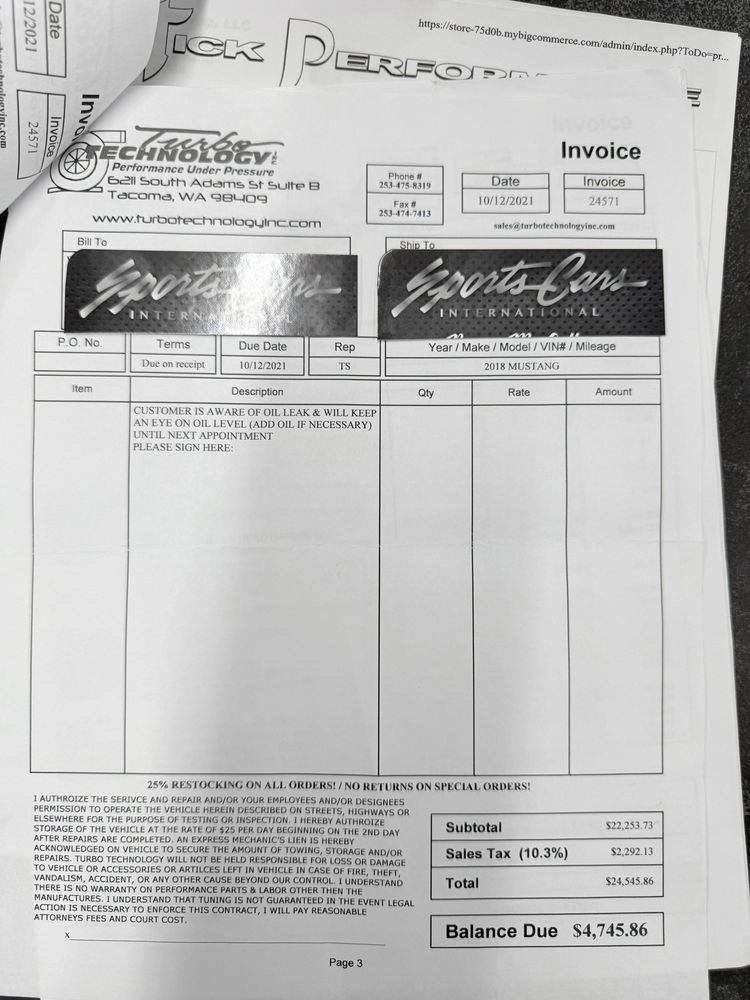 https://store-75d0b.mybigcommerce.com/admin/index.php?ToDo=pr...
Date
12/2021
Invoice
24571
ICK PERFORM
Turbo
TECHNOLOGY INC
Performance Under Pressure
6211 South Adams St Suite B
Tacoma, WA 98409
www.turbotechnologyinc.com
Invoice
Phone #
253-475-8319
Fax #
253-474-7413
Date
10/12/2021
Invoice
24571
sales@turbotechnologyinc.com
Bill To
Ship To
Sports Cars
INTERNATIONAL
Sports Cars
INTERNATIONAL
P.O. No.
Terms
Due on receipt
Due Date
10/12/2021
Rep
TS
Year / Make / Model / VIN# / Mileage
2018 MUSTANG
Item
Description
Qty
Rate
Amount
CUSTOMER IS AWARE OF OIL LEAK & WILL KEEP
AN EYE ON OIL LEVEL (ADD OIL IF NECESSARY)
UNTIL NEXT APPOINTMENT
PLEASE SIGN HERE:
25% RESTOCKING ON ALL ORDERS! / NO RETURNS ON SPECIAL ORDERS!
I AUTHROIZE THE SERIVCE AND REPAIR AND/OR YOUR EMPLOYEES AND/OR DESIGNEES
PERMISSION TO OPERATE THE VEHICLE HEREIN DESCRIBED ON STREETS, HIGHWAYS OR
ELSEWHERE FOR THE PURPOSE OF TESTING OR INSPECTION. I HEREBY AUTHROIZE
STORAGE OF THE VEHICLE AT THE RATE OF $25 PER DAY BEGINNING ON THE 2ND DAY
AFTER REPAIRS ARE COMPLETED. AN EXPRESS MECHANIC'S LIEN IS HEREBY
ACKNOWLEDGED ON VEHICLE TO SECURE THE AMOUNT OF TOWING, STORAGE AND/OR
REPAIRS. TURBO TECHNOLOGY WILL NOT BE HELD RESPONSIBLE FOR LOSS OR DAMAGE
TO VEHICLE OR ACCESSORIES OR ARTILCES LEFT IN VEHICLE IN CASE OF FIRE, THEFT,
VANDALISM, ACCIDENT, OR ANY OTHER CAUSE BEYOND OUR CONTROL. I UNDERSTAND
THERE IS NO WARRANTY ON PERFORMANCE PARTS & LABOR OTHER THEN THE
MANUFACTURES. I UNDERSTAND THAT TUNING IS NOT GUARANTEED IN THE EVENT LEGAL
ACTION IS NECESSARY TO ENFORCE THIS CONTRACT, I WILL PAY REASONABLE
ATTORNEYS FEES AND COURT COST.
x
Subtotal $22,253.73
Sales Tax (10.3%) $2,292.13
Total $24,545.86
Balance Due $4,745.86
Page 3